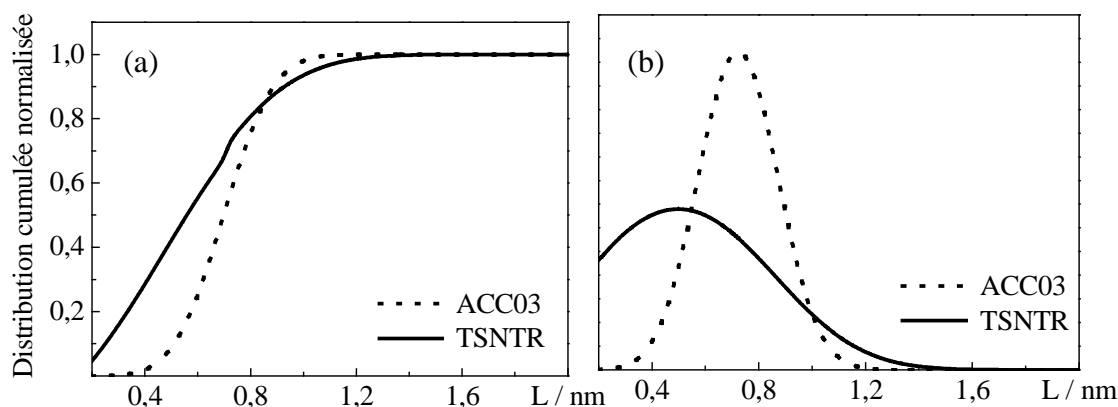 Distribution cumulée normalisée
(a)
1,0
0,8
0,6
0,4
0,2
ACC03
TSNTR
0,4 0,8 1,2 1,6 L / nm
(b)
ACC03
TSNTR
0,4 0,8 1,2 1,6 L / nm